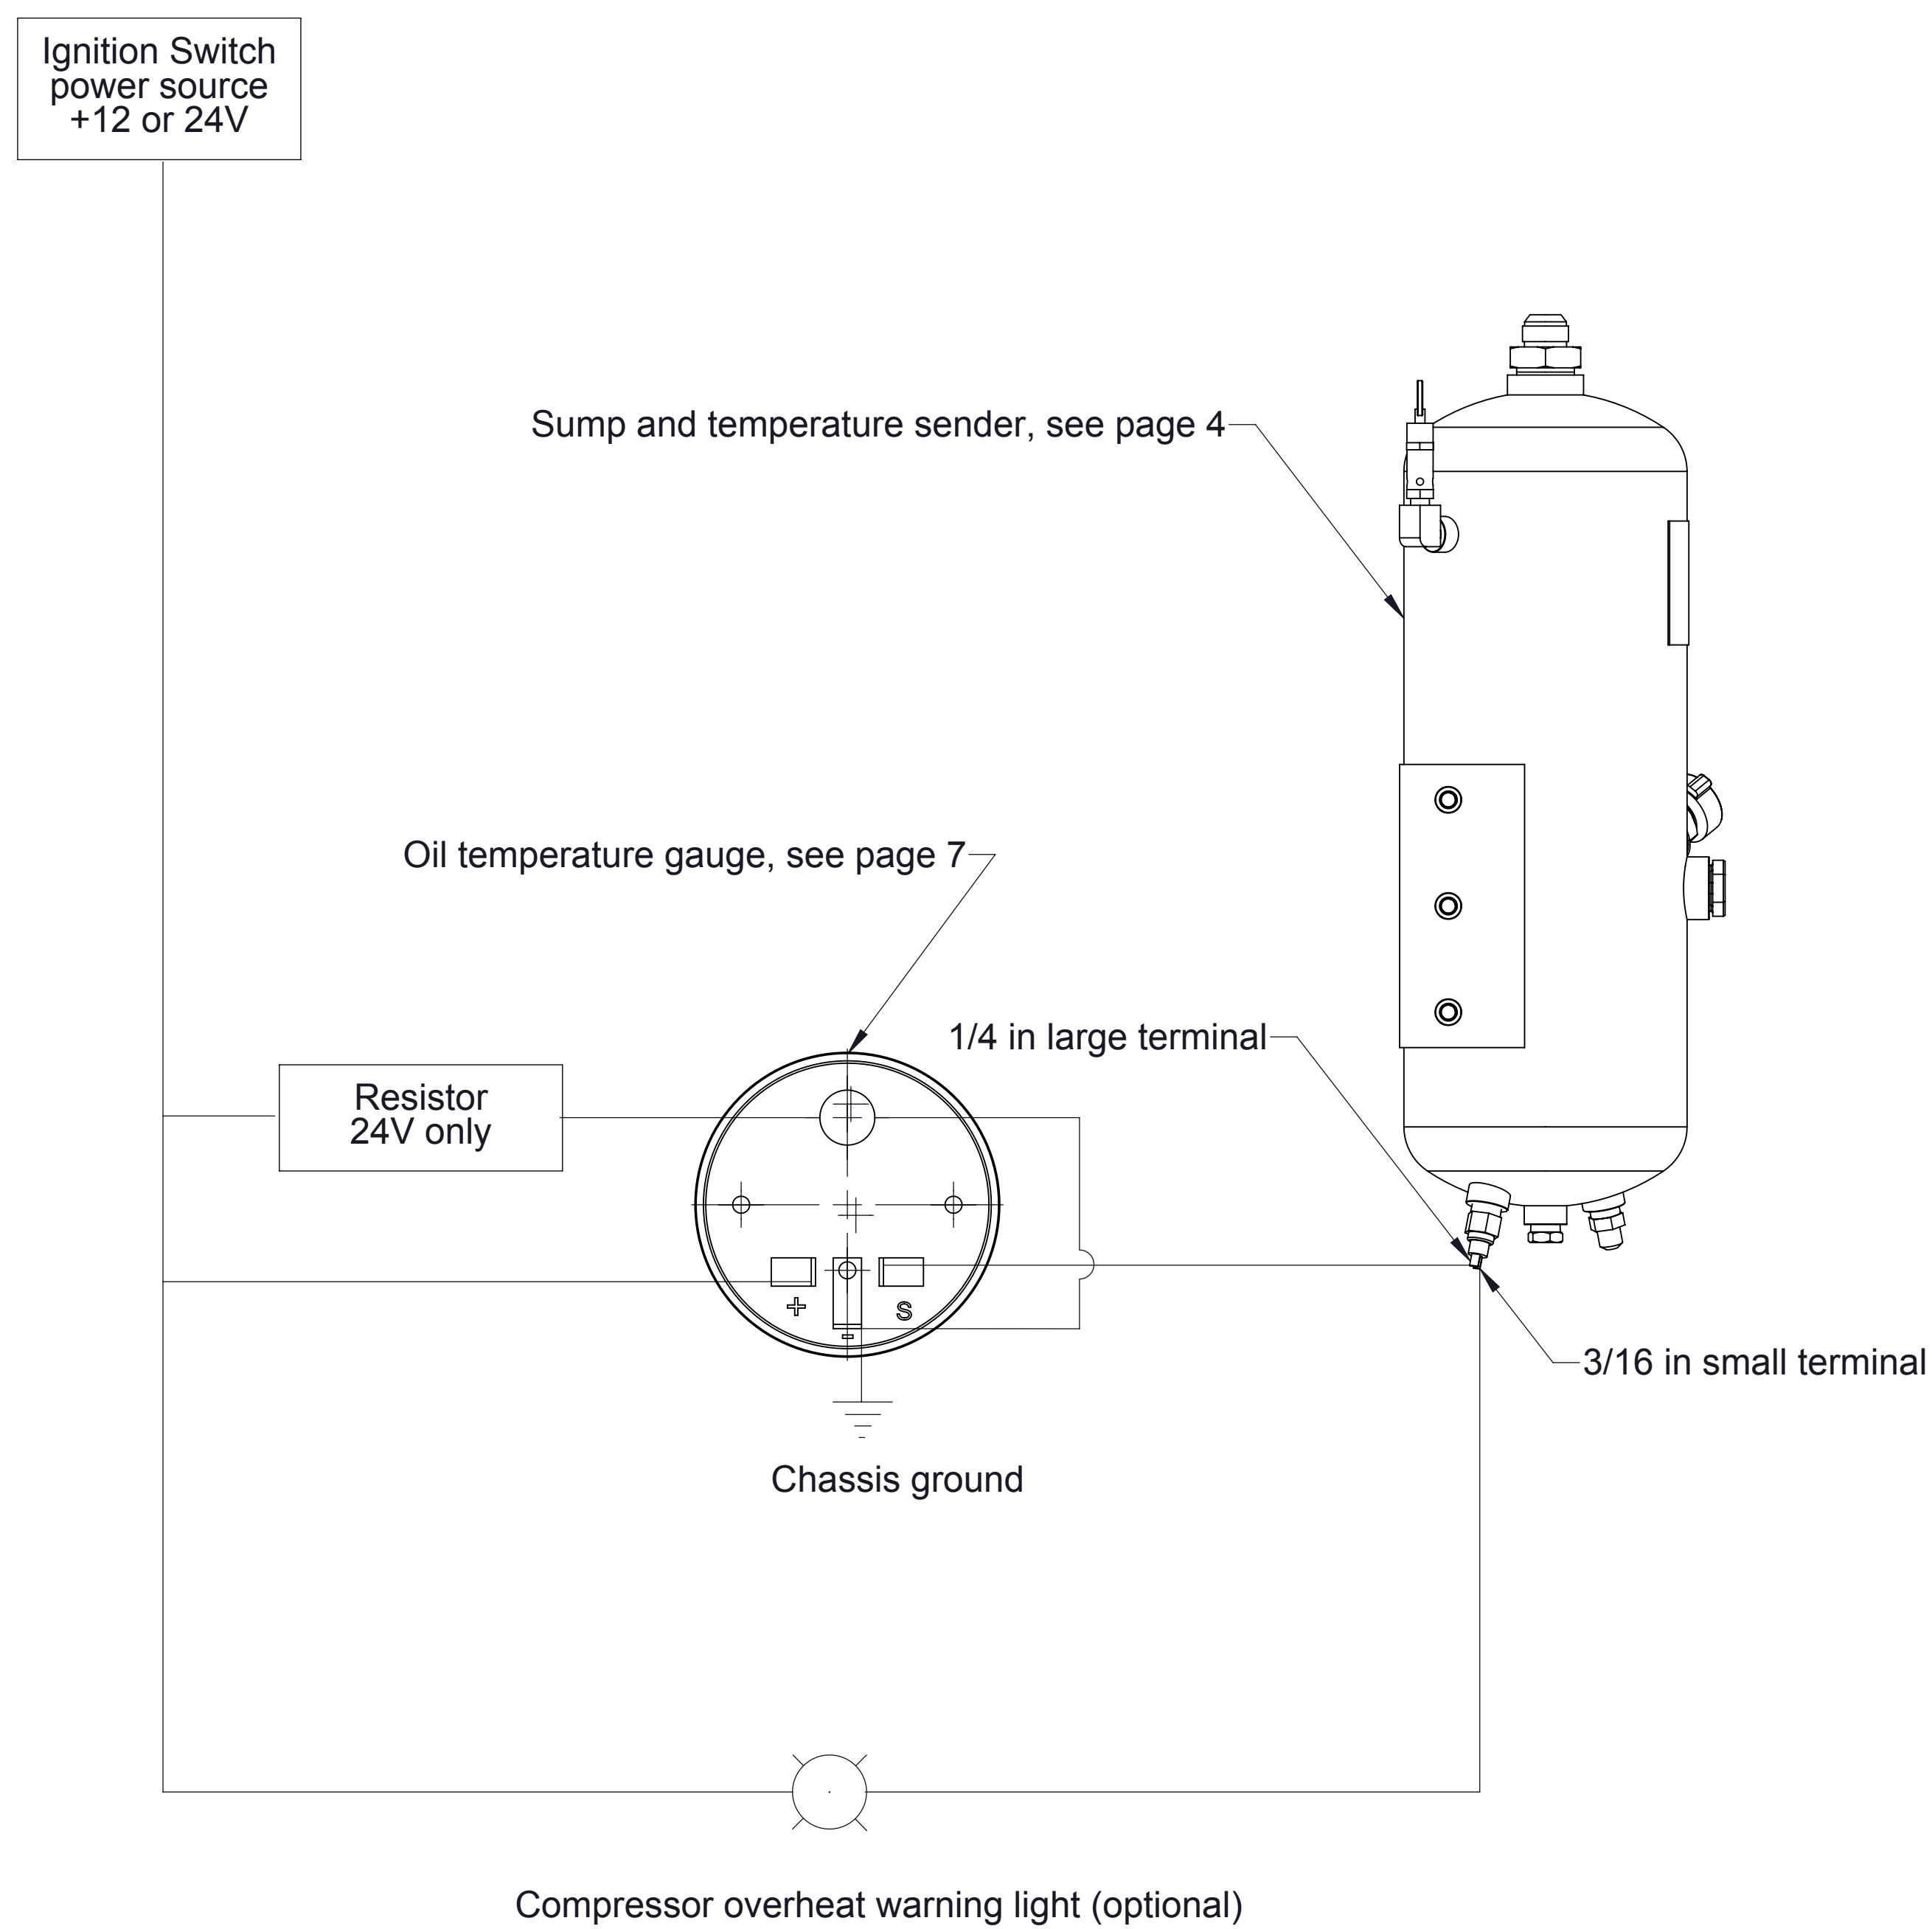 Ignition Switch
power source
+12 or 24V
Sump and temperature sender, see page 4
Oil temperature gauge, see page 7
1/4 in large terminal
Resistor
24V only
+
S
-
3/16 in small terminal
Chassis ground
Compressor overheat warning light (optional)